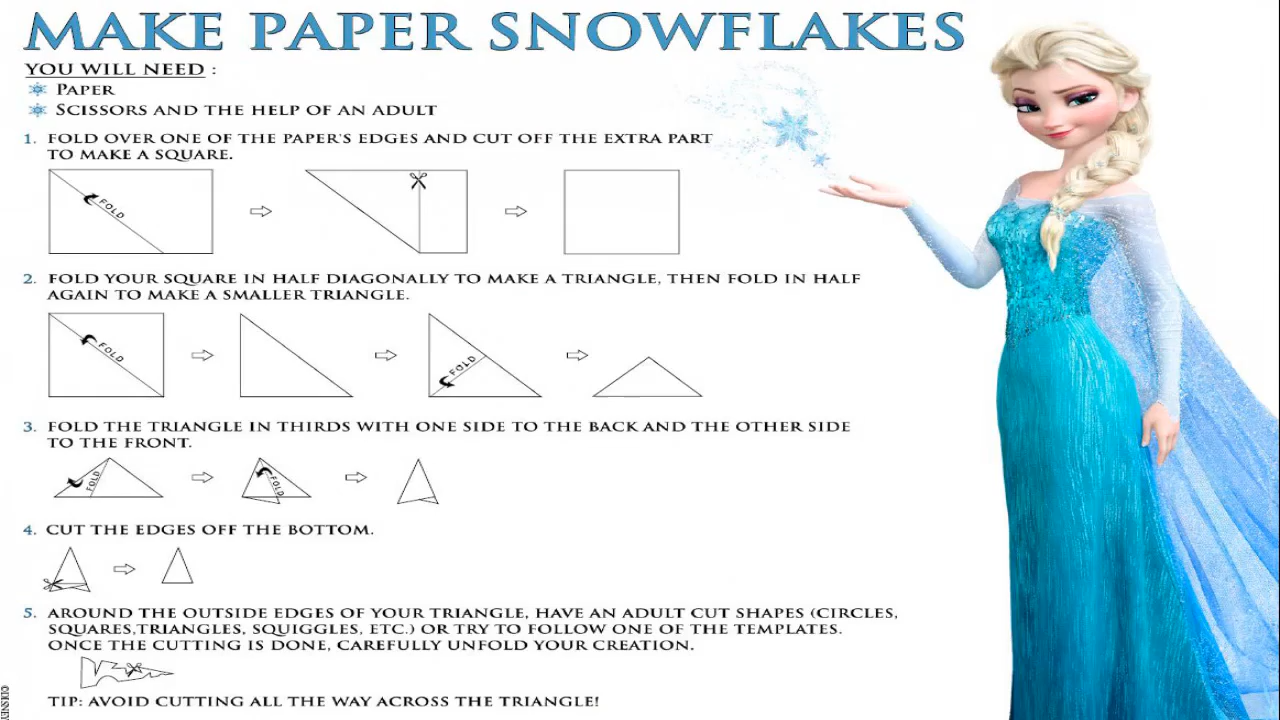 MAKE PAPER SNOWFLAKES
YOU WILL NEED :
PAPER
SCISSORS AND THE HELP OF AN ADULT
1. FOLD OVER ONE OF THE PAPER'S EDGES AND CUT OFF THE EXTRA PART
TO MAKE A SQUARE.
FOLD
2. FOLD YOUR SQUARE IN HALF DIAGONALLY TO MAKE A TRIANGLE, THEN FOLD IN HALF
AGAIN TO MAKE A SMALLER TRIANGLE.
FOLD
FOLD
3. FOLD THE TRIANGLE IN THIRDS WITH ONE SIDE TO THE BACK AND THE OTHER SIDE
TO THE FRONT.
FOLD
FOLD
4. CUT THE EDGES OFF THE BOTTOM.
5. AROUND THE OUTSIDE EDGES OF YOUR TRIANGLE, HAVE AN ADULT CUT SHAPES (CIRCLES,
SQUARES,TRIANGLES, SQUIGGLES, ETC.) OR TRY TO FOLLOW ONE OF THE TEMPLATES.
ONCE THE CUTTING IS DONE, CAREFULLY UNFOLD YOUR CREATION.
TIP: AVOID CUTTING ALL THE WAY ACROSS THE TRIANGLE!
©DISNEY